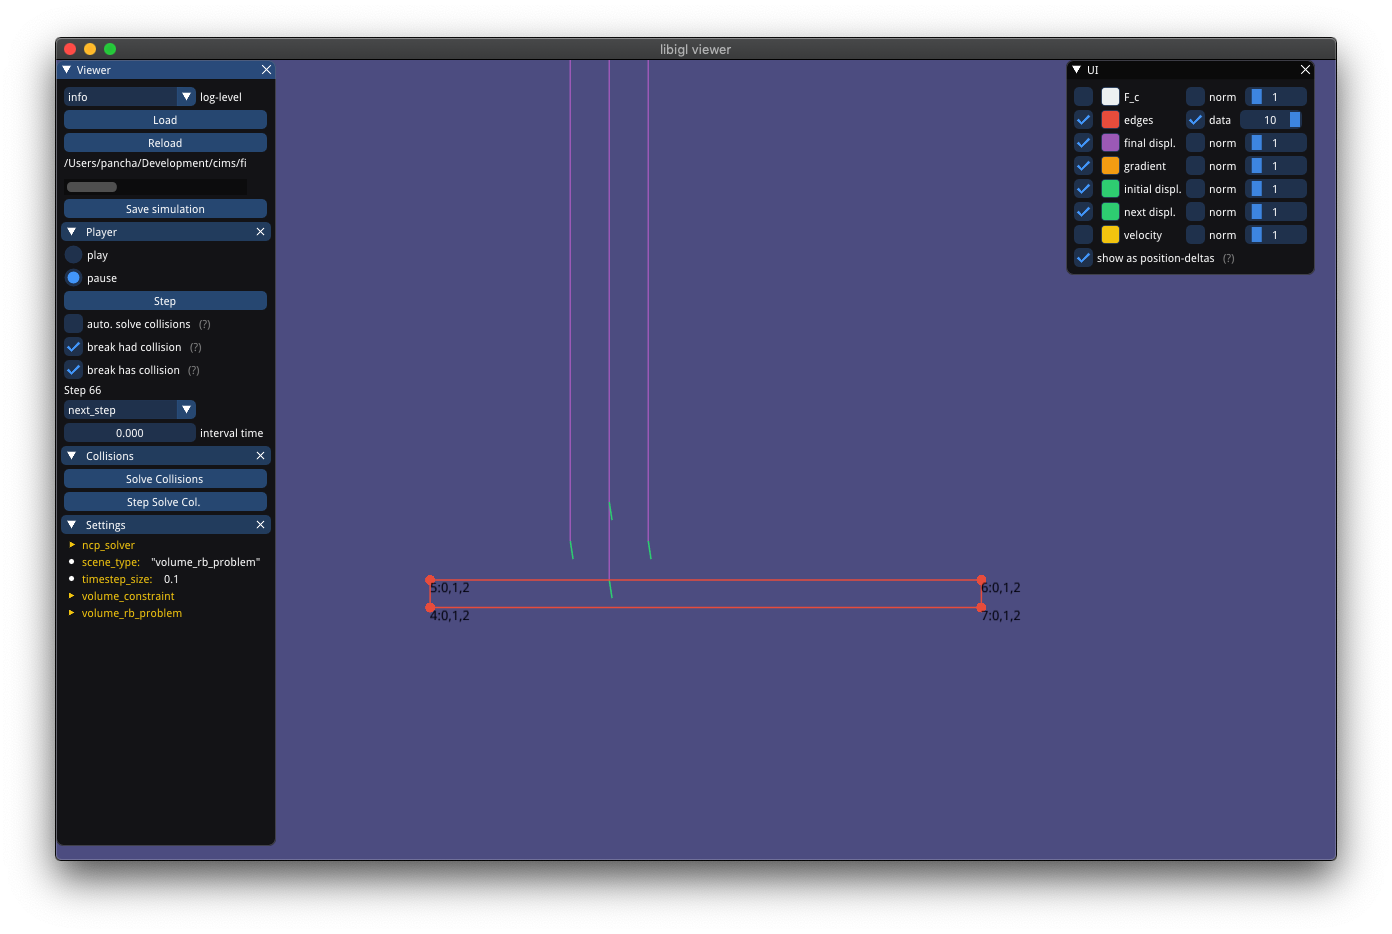 libigl viewer
Viewer
info log-level
Load
Reload
/Users/pancha/Development/cims/fi
Save simulation
Player
play
pause
Step
auto. solve collisions (?)
break had collision (?)
break has collision (?)
Step 66
next_step
0.000 interval time
Collisions
Solve Collisions
Step Solve Col.
Settings
ncp_solver
scene_type: "volume_rb_problem"
timestep_size: 0.1
volume_constraint
volume_rb_problem
5:0,1,2
6:0,1,2
4:0,1,2
7:0,1,2
UI
F_c norm 1
edges data 10
final displ. norm 1
gradient norm 1
initial displ. norm 1
next displ. norm 1
velocity norm 1
show as position-deltas (?)